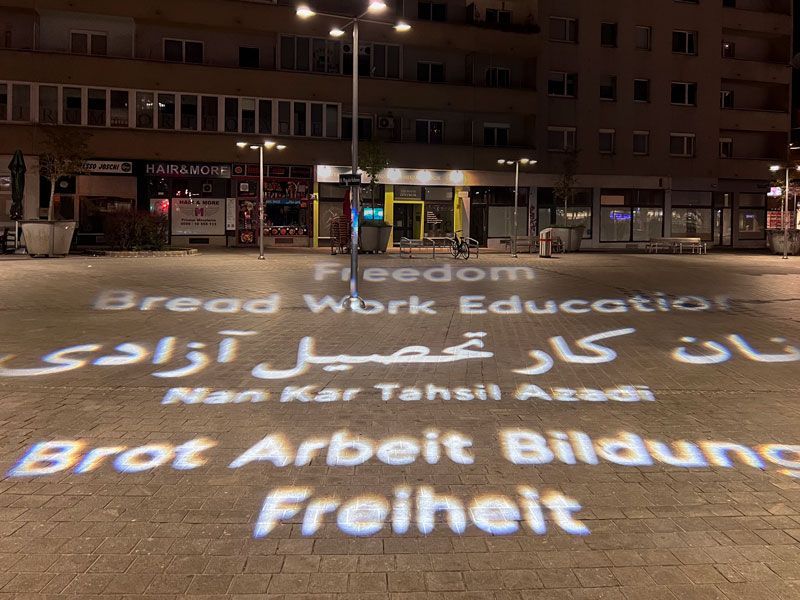 HAIR&MORE
HAIR & MORE
Freedom
Bread Work Education
نان کار تحصیل آزادی
Nan Kar Tahsil Azadi
Brot Arbeit Bildung
Freiheit